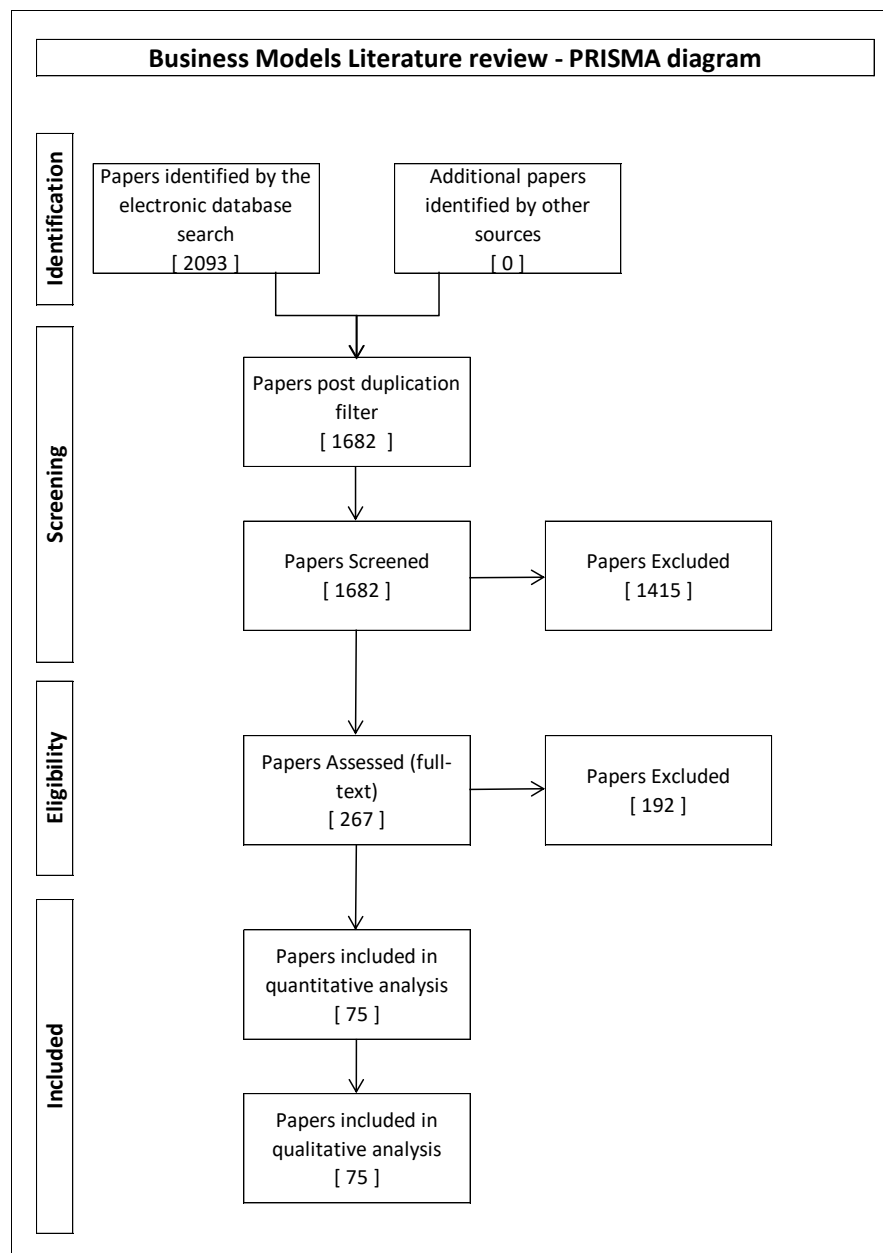 Business Models Literature review - PRISMA diagram
Identification
Papers identified by the
electronic database
search
[ 2093 ]
Additional papers
identified by other
sources
[ 0 ]
Screening
Papers post duplication
filter
[ 1682  ]
Papers Screened
[ 1682 ]
Papers Excluded
[ 1415 ]
Eligibility
Papers Assessed (full-
text)
[ 267 ]
Papers Excluded
[ 192 ]
Included
Papers included in
quantitative analysis
[ 75 ]
Papers included in
qualitative analysis
[ 75 ]